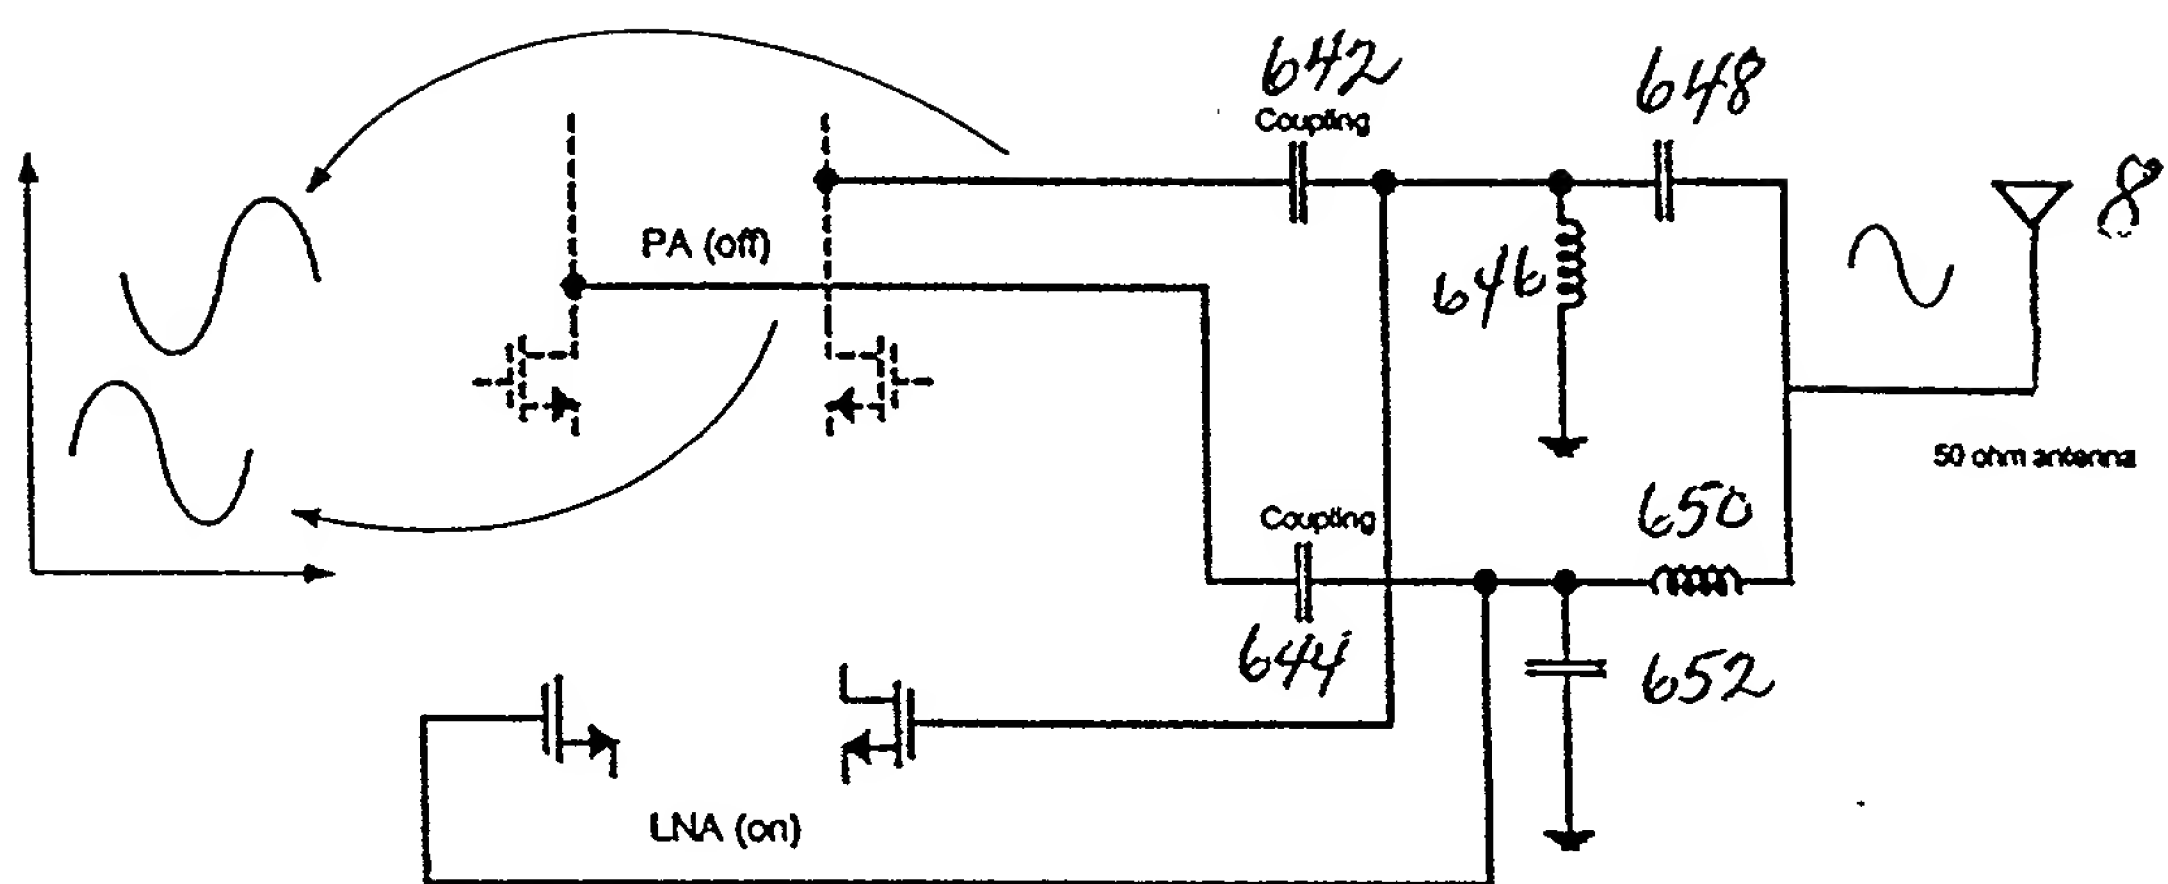 642
Coupling
648
8
PA (off)
646
50 ohm antenna
650
Coupling
644
652
LNA (on)